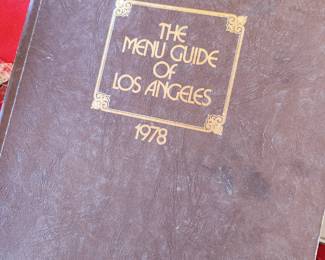 THE
MENU GUIDE
OF
LOS ANGELES
1978